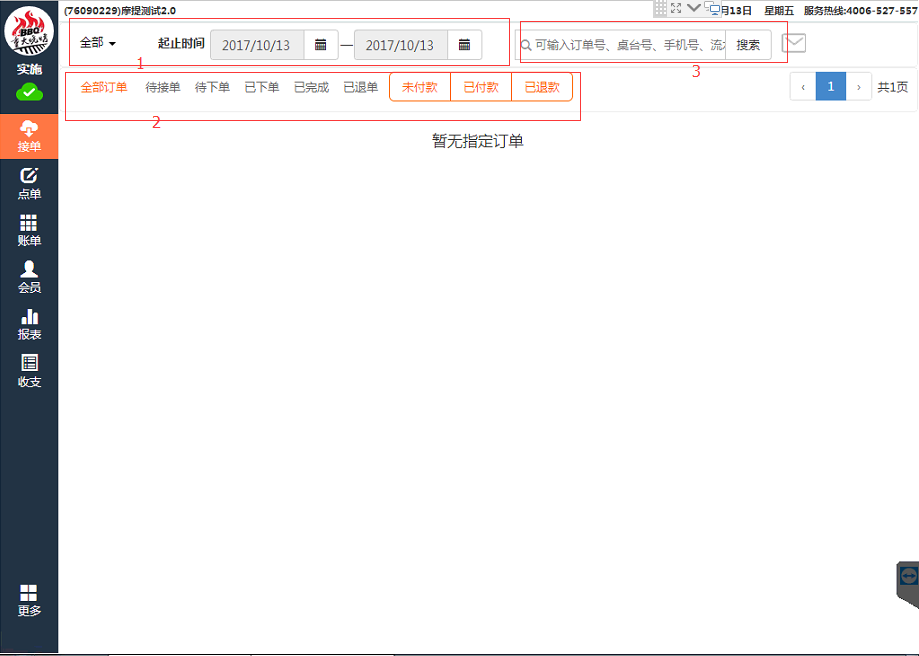 (76090229)摩提测试2.0
月13日 星期五 服务热线:4006-527-557
BBQ
实施
全部 起止时间 2017/10/13 — 2017/10/13
可输入订单号、桌台号、手机号、流 搜索
1
3
全部订单 待接单 待下单 已下单 已完成 已退单 未付款 已付款 已退款
‹ 1 › 共1页
2
暂无指定订单
接单
点单
账单
会员
报表
收支
更多